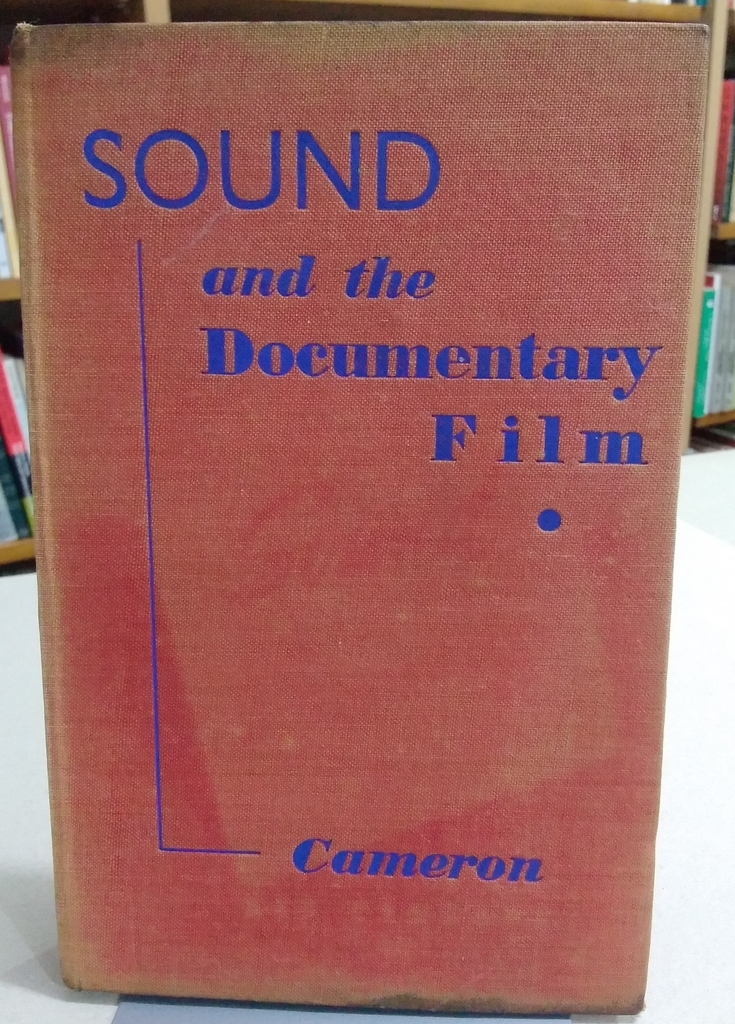 SOUND
and the
Documentary
Film
Cameron